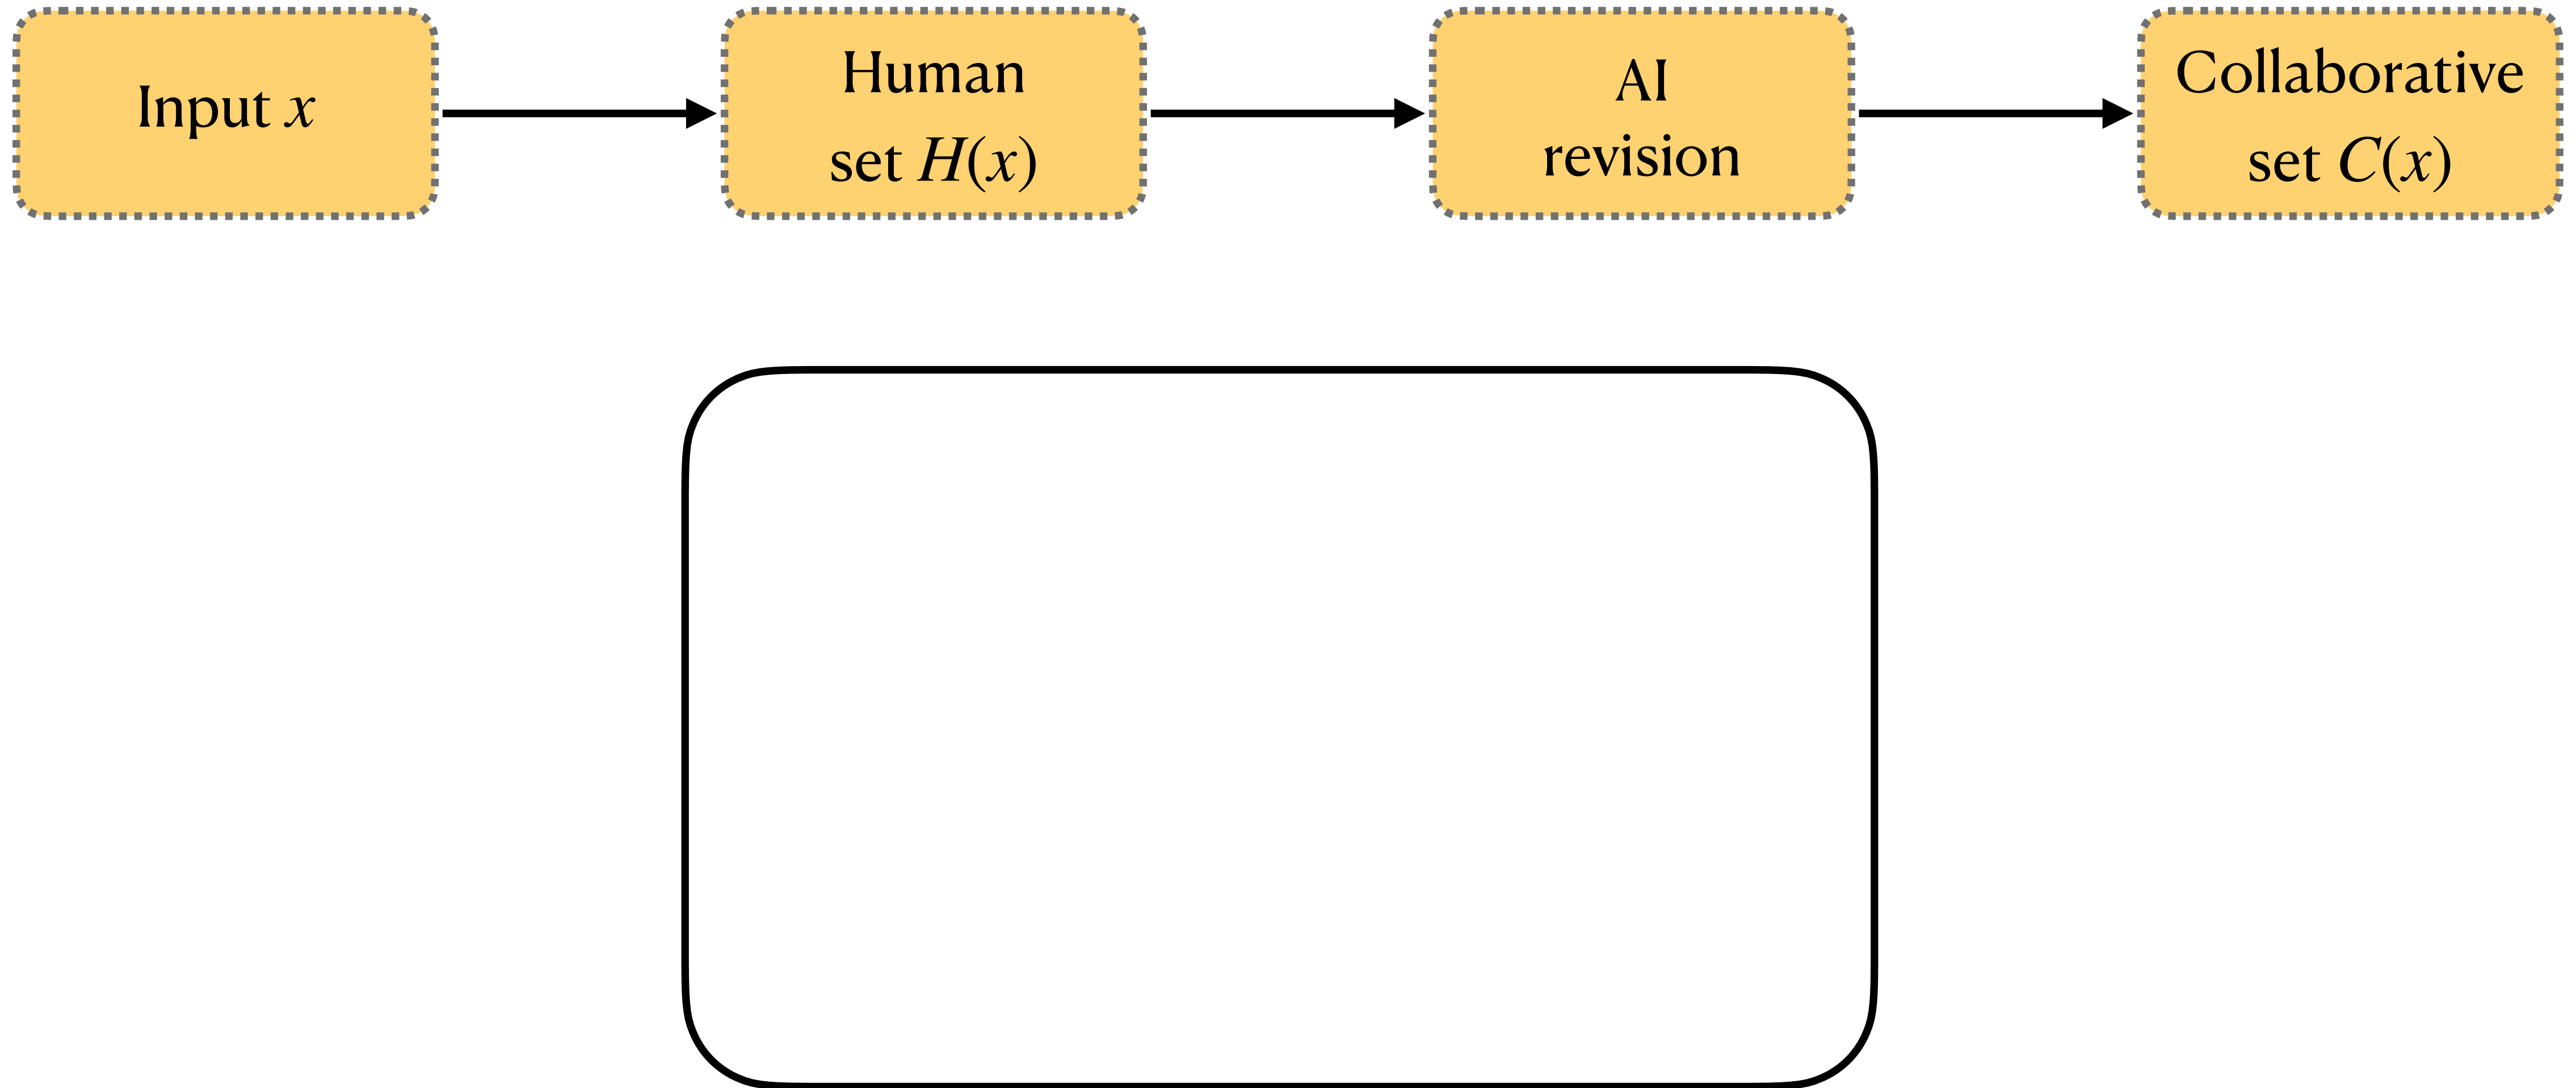 Input x
Human
set H(x)
AI
revision
Collaborative
set C(x)